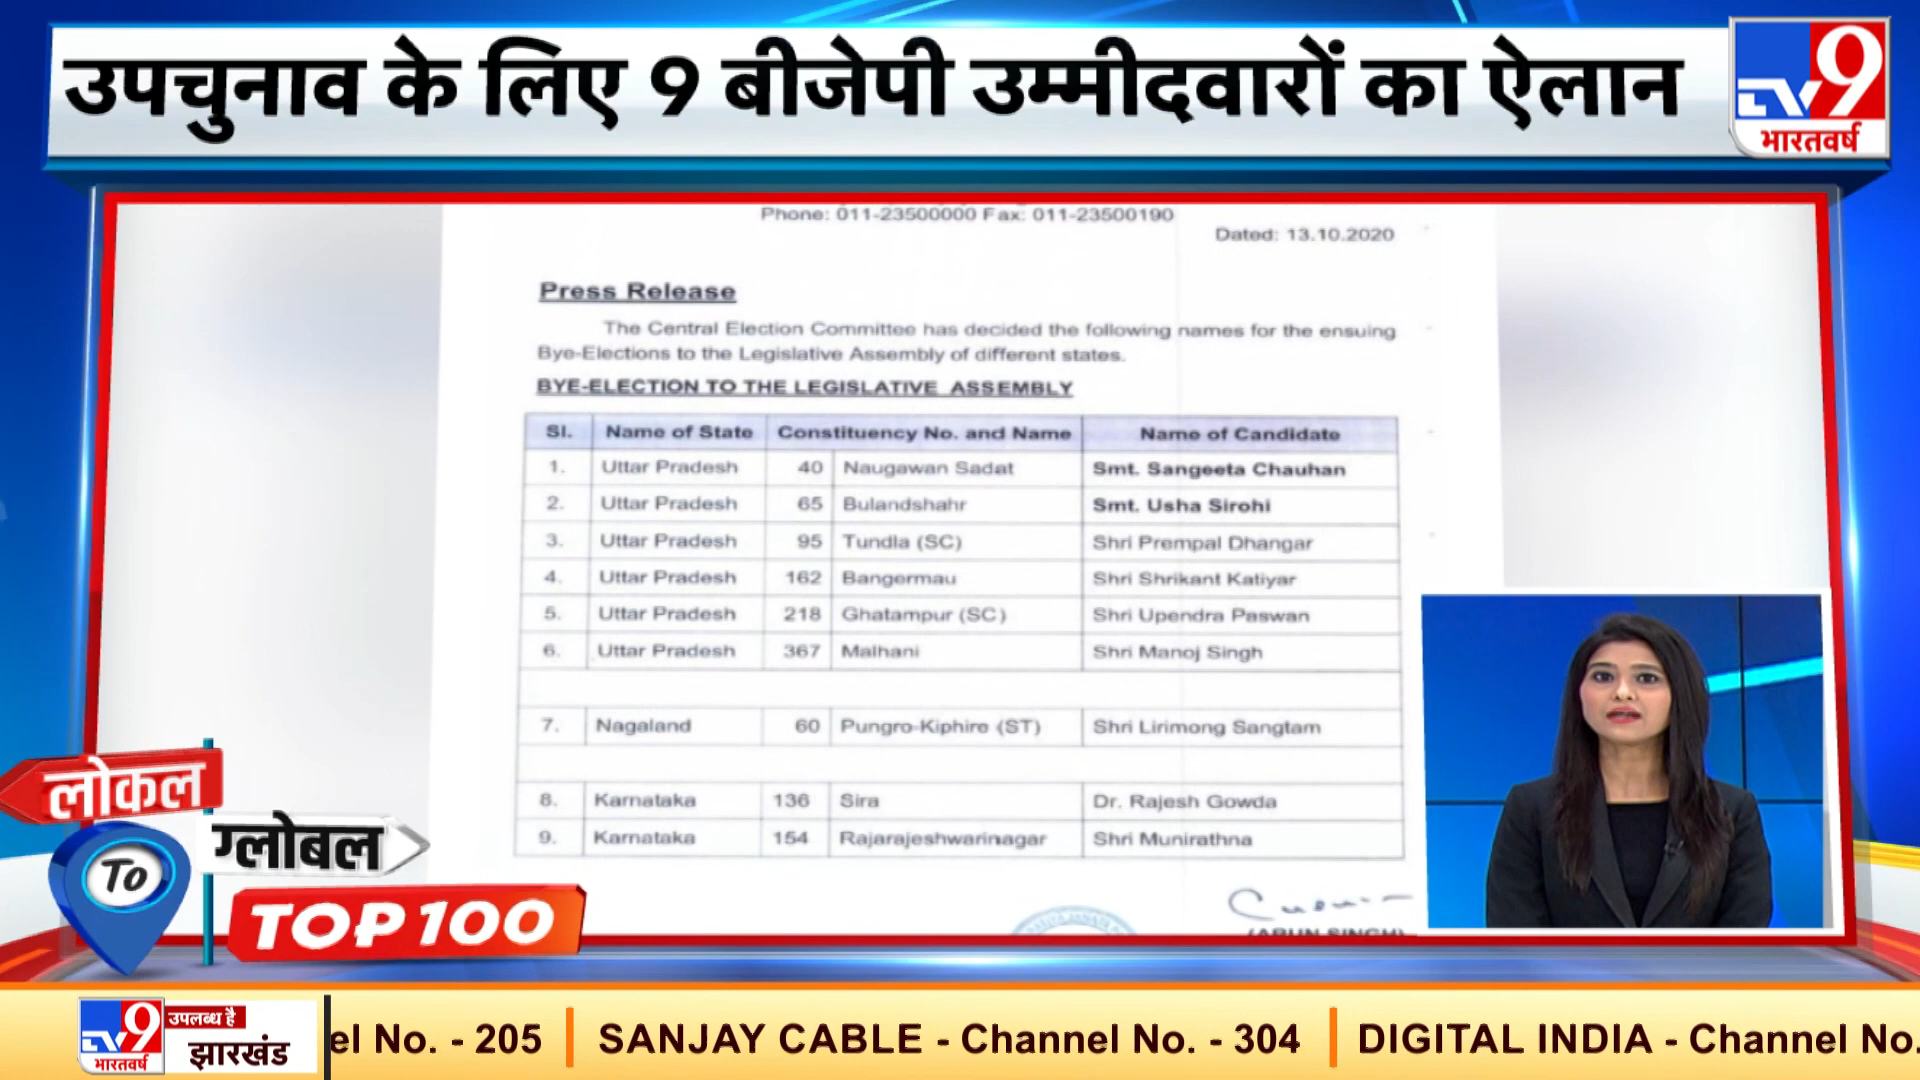 उपचुनाव के लिए 9 बीजेपी उम्मीदवारों का ऐलान
TV9
भारतवर्ष
Phone: 011-23500000 Fax: 011-23500190
Dated: 13.10.2020
Press Release
The Central Election Committee has decided the following names for the ensuing
Bye-Elections to the Legislative Assembly of different states.
BYE-ELECTION TO THE LEGISLATIVE ASSEMBLY
Sl. Name of State Constituency No. and Name Name of Candidate
1. Uttar Pradesh 40 Naugawan Sadat Smt. Sangeeta Chauhan
2. Uttar Pradesh 65 Bulandshahr Smt. Usha Sirohi
3. Uttar Pradesh 95 Tundla (SC) Shri Prempal Dhangar
4. Uttar Pradesh 162 Bangermau Shri Shrikant Katiyar
5. Uttar Pradesh 218 Ghatampur (SC) Shri Upendra Paswan
6. Uttar Pradesh 367 Malhani Shri Manoj Singh
7. Nagaland 60 Pungro-Kiphire (ST) Shri Lirimong Sangtam
8. Karnataka 136 Sira Dr. Rajesh Gowda
9. Karnataka 154 Rajarajeshwarinagar Shri Munirathna
(ARUN SINGH)
लोकल
To
ग्लोबल
TOP 100
TV9
भारतवर्ष
उपलब्ध है
झारखंड
el No. - 205 | SANJAY CABLE - Channel No. - 304 | DIGITAL INDIA - Channel No.